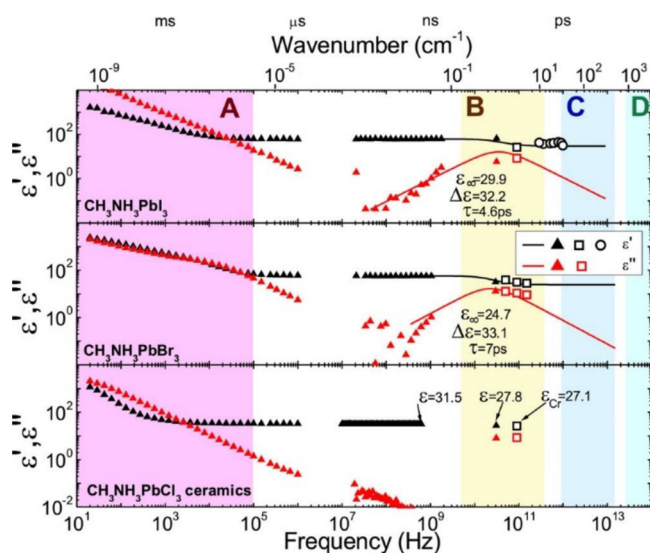 ms µs ns ps
Wavenumber (cm⁻¹)
10⁻⁹ 10⁻⁵ 10⁻¹ 10¹ 10³
A B C D
10² 10⁰
ε',ε''
ε∞=29.9
Δε=32.2
τ=4.6ps
CH₃NH₃PbI₃
ε'
ε''
10² 10⁰
ε',ε''
ε∞=24.7
Δε=33.1
τ=7ps
CH₃NH₃PbBr₃
ε=31.5 ε=27.8 εCr=27.1
10² 10⁰ 10⁻²
ε',ε''
CH₃NH₃PbCl₃ ceramics
10¹ 10³ 10⁵ 10⁷ 10⁹ 10¹¹ 10¹³
Frequency (Hz)